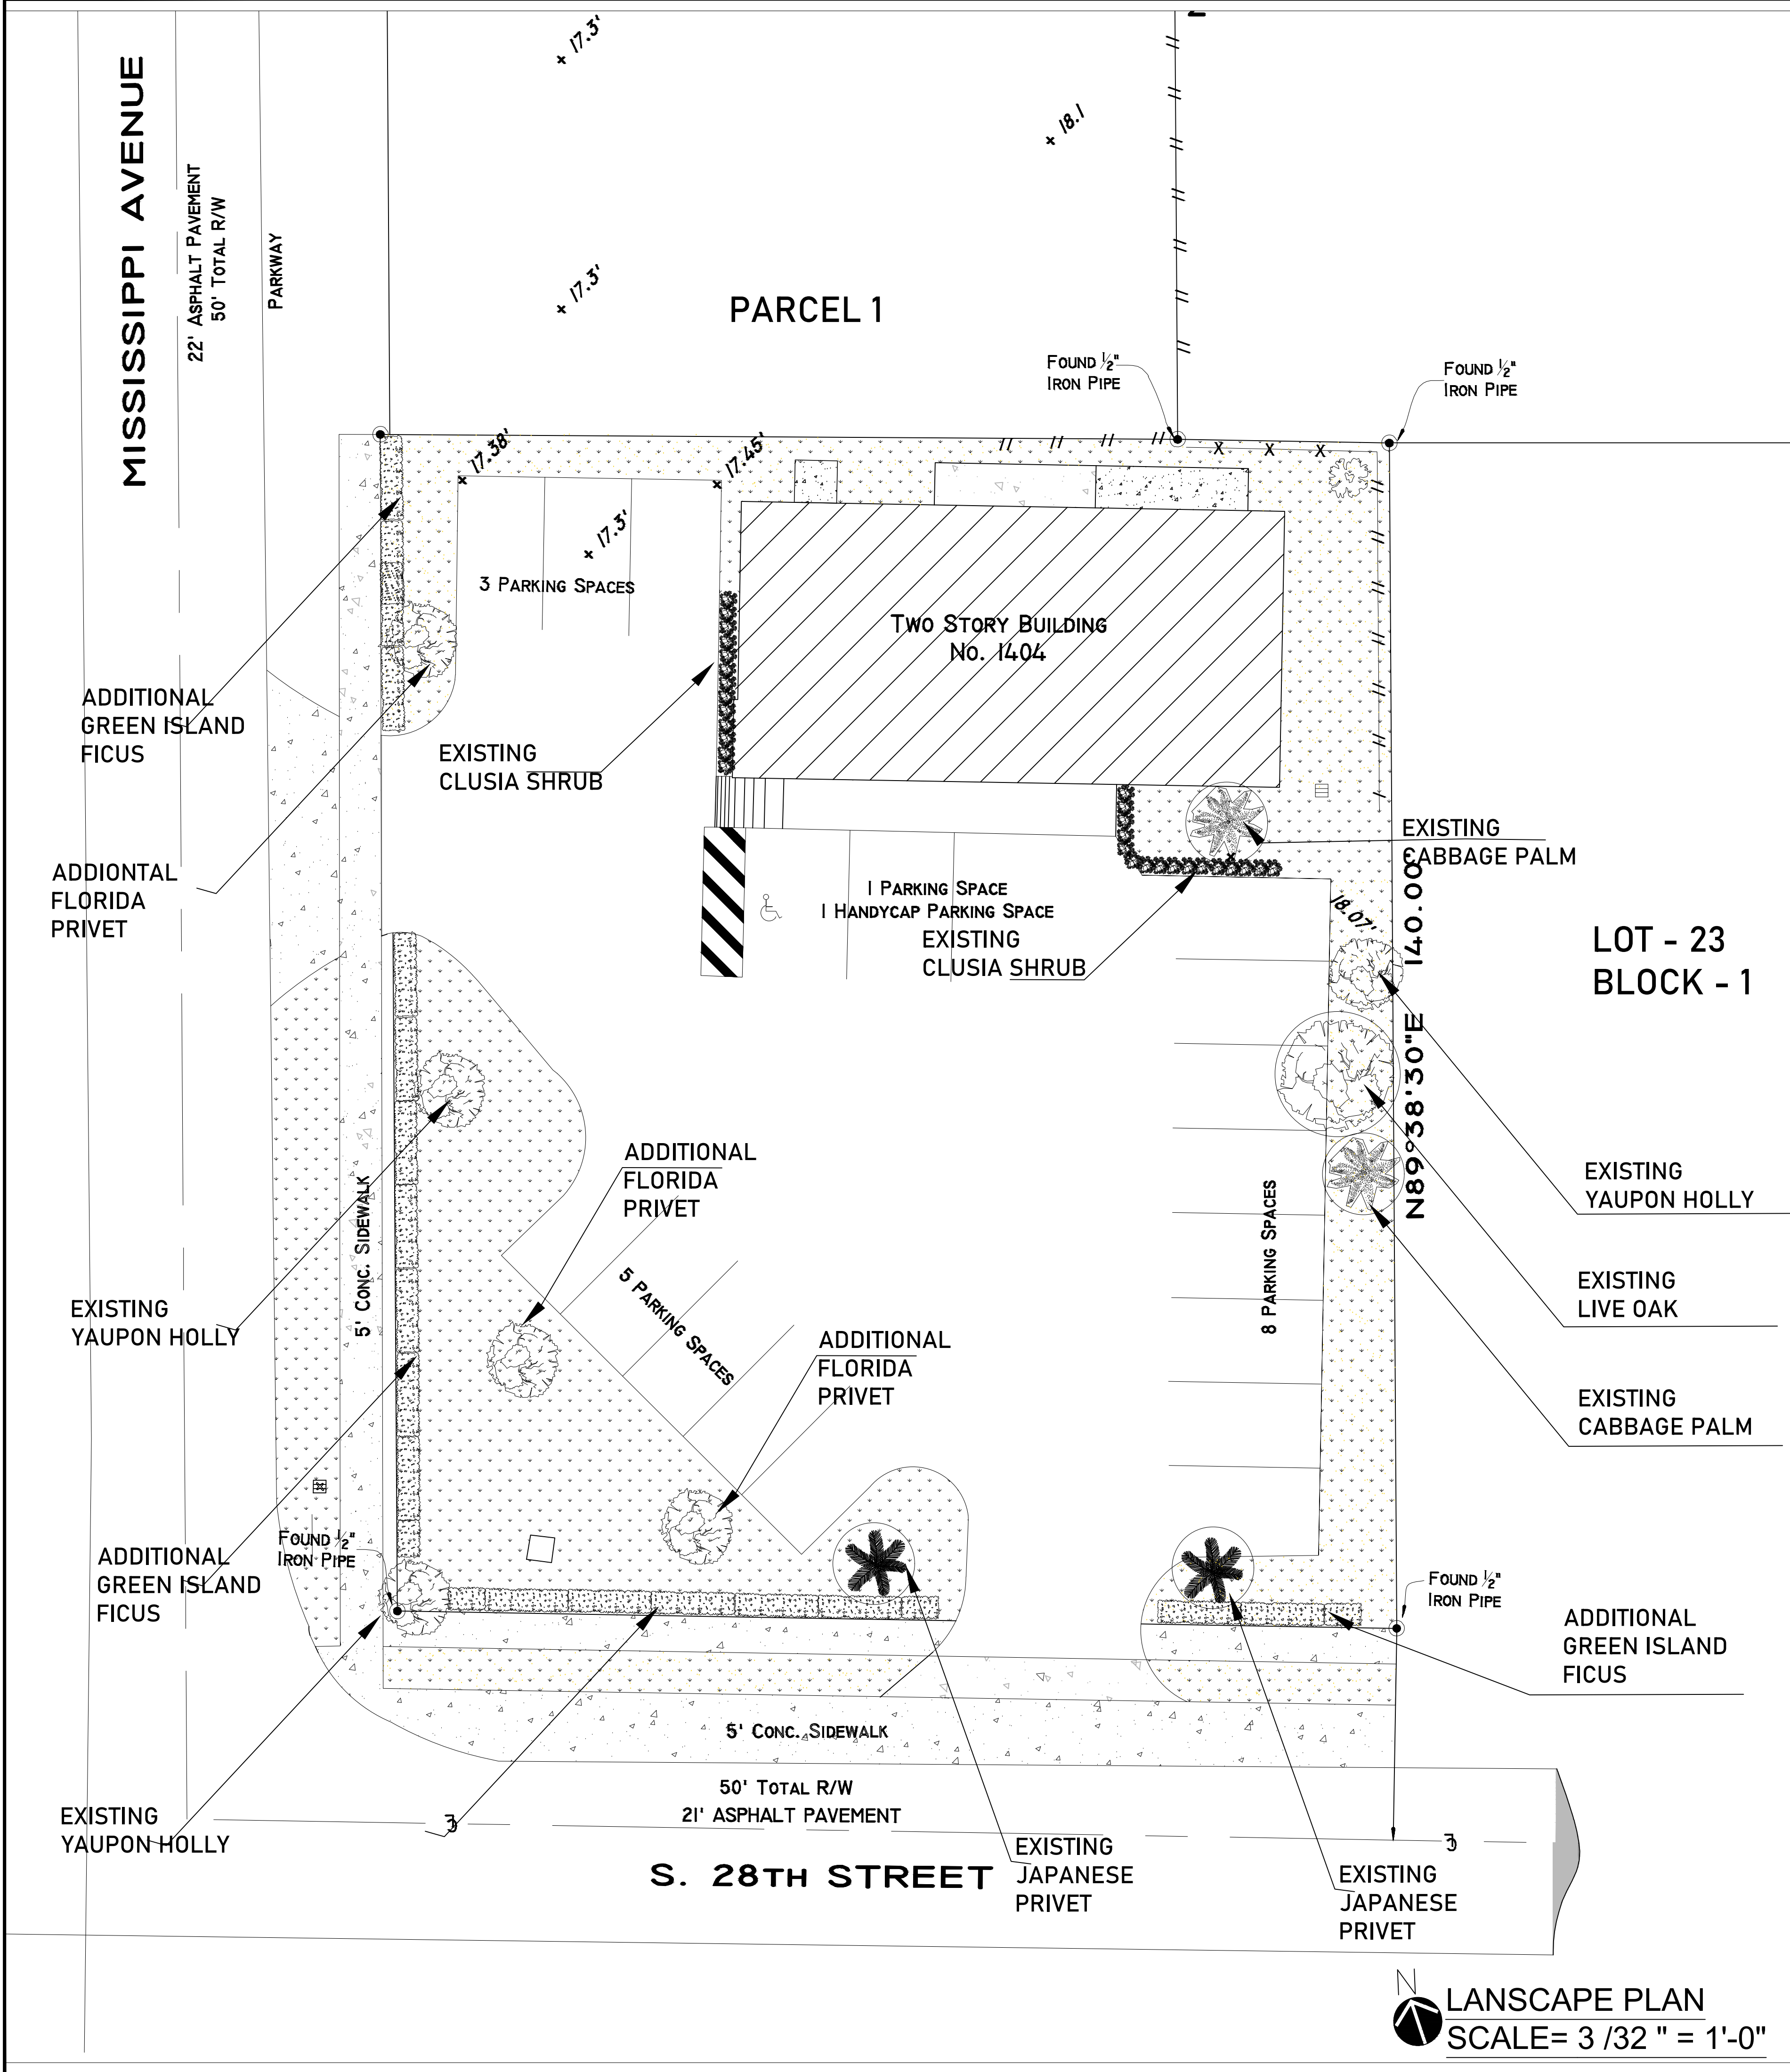 MISSISSIPPI AVENUE
22' ASPHALT PAVEMENT
50' TOTAL R/W
PARKWAY
17.3'
18.1
17.3'
PARCEL 1
FOUND ½"
IRON PIPE
FOUND ½"
IRON PIPE
17.38'
17.45'
17.3'
3 PARKING SPACES
TWO STORY BUILDING
No. 1404
ADDITIONAL
GREEN ISLAND
FICUS
EXISTING
CLUSIA SHRUB
ADDIONTAL
FLORIDA
PRIVET
1 PARKING SPACE
1 HANDYCAP PARKING SPACE
EXISTING
CLUSIA SHRUB
EXISTING
CABBAGE PALM
18.07'
N89°38'30"E 140.00'
LOT - 23
BLOCK - 1
EXISTING
YAUPON HOLLY
EXISTING
LIVE OAK
EXISTING
CABBAGE PALM
8 PARKING SPACES
ADDITIONAL
FLORIDA
PRIVET
5 PARKING SPACES
ADDITIONAL
FLORIDA
PRIVET
5' CONC. SIDEWALK
EXISTING
YAUPON HOLLY
ADDITIONAL
GREEN ISLAND
FICUS
FOUND ½"
IRON PIPE
FOUND ½"
IRON PIPE
ADDITIONAL
GREEN ISLAND
FICUS
5' CONC. SIDEWALK
50' TOTAL R/W
21' ASPHALT PAVEMENT
EXISTING
YAUPON HOLLY
S. 28TH STREET
EXISTING
JAPANESE
PRIVET
EXISTING
JAPANESE
PRIVET
N
LANSCAPE PLAN
SCALE= 3 /32 " = 1'-0"